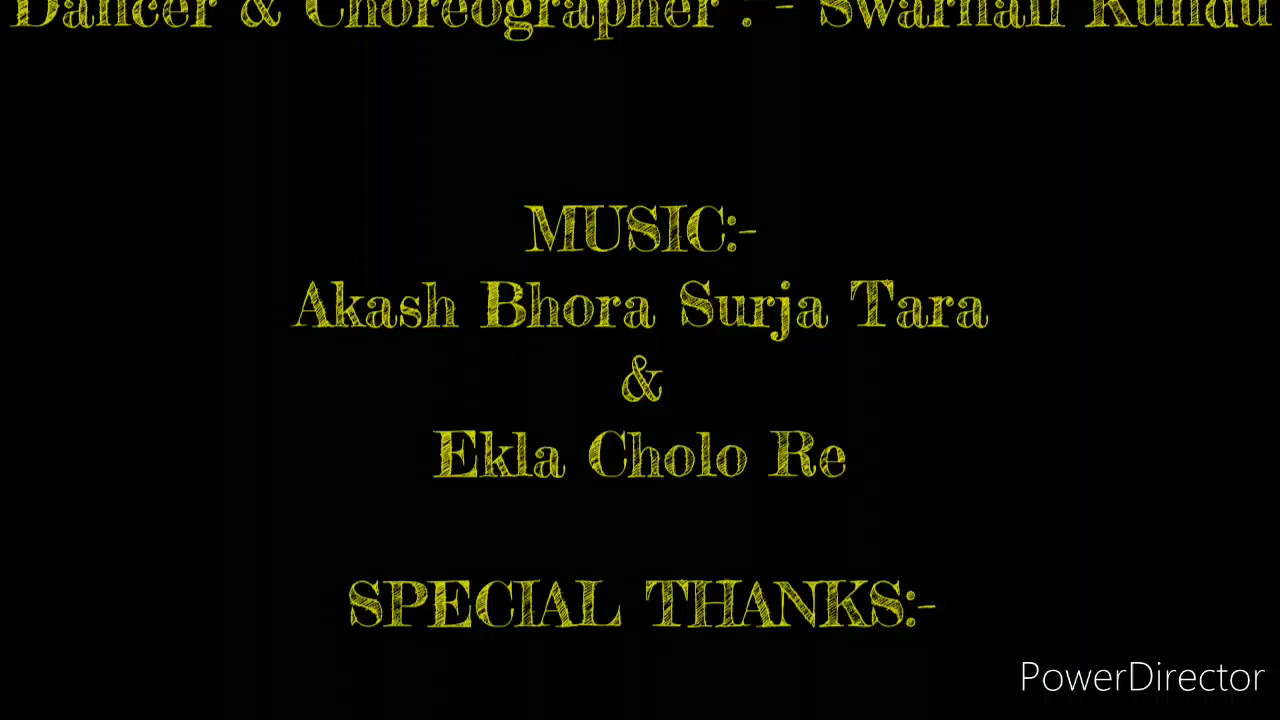 Dancer & Choreographer :- Swarnali Kundu
MUSIC:-
Akash Bhora Surja Tara
&
Ekla Cholo Re
SPECIAL THANKS:-
PowerDirector